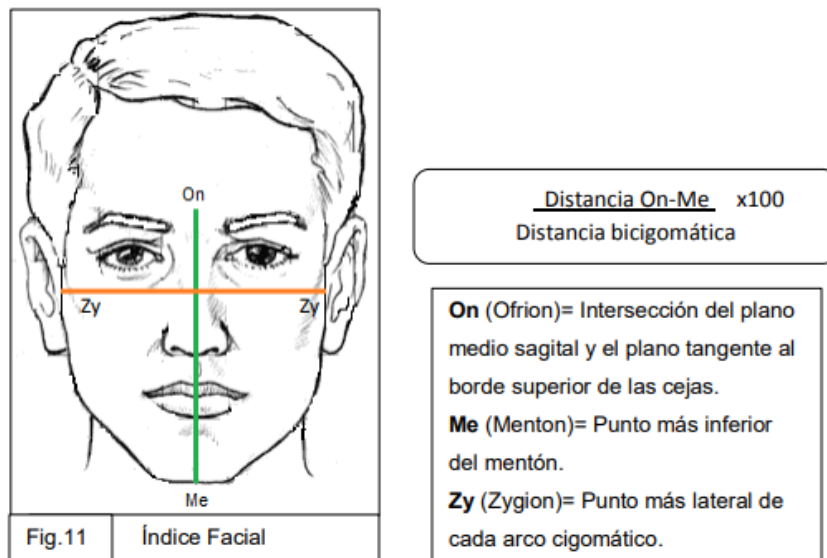 On
Zy
Zy
Me
Fig.11 Índice Facial
Distancia On-Me x100
Distancia bicigomática
On (Ofrion)= Intersección del plano
medio sagital y el plano tangente al
borde superior de las cejas.
Me (Menton)= Punto más inferior
del mentón.
Zy (Zygion)= Punto más lateral de
cada arco cigomático.